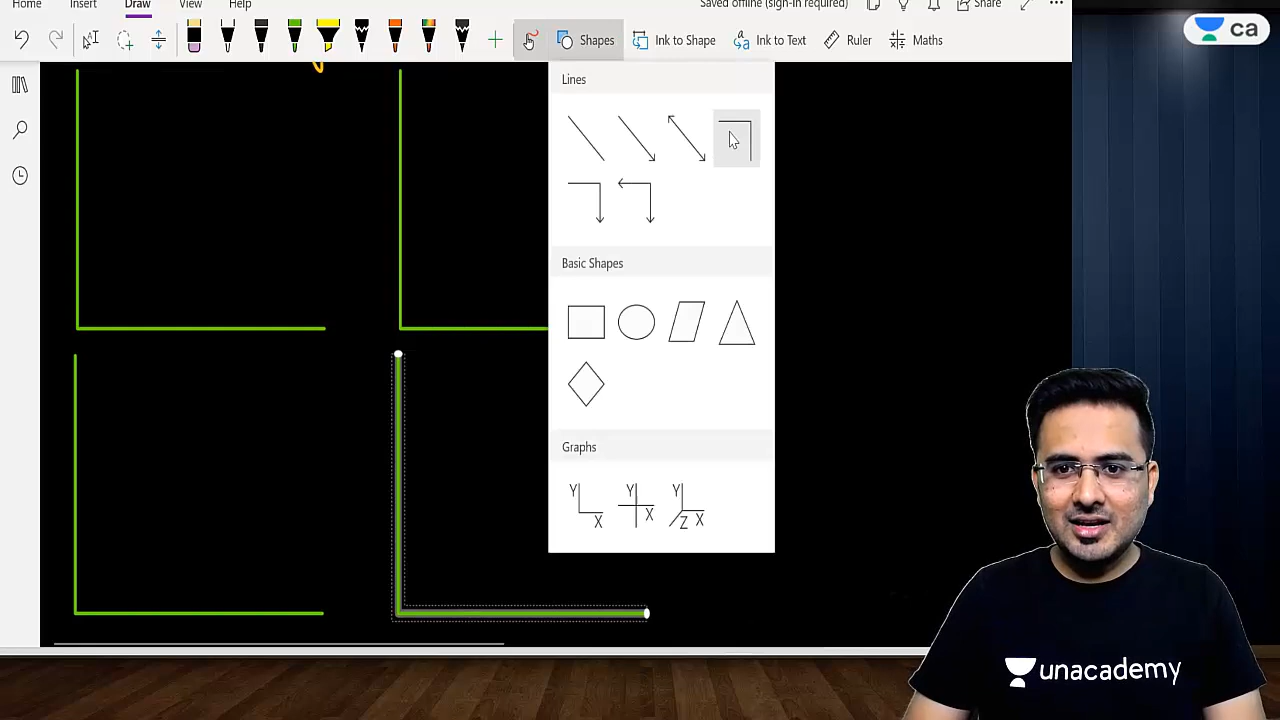 Home Insert Draw View Help Saved offline (sign-in required) Share
Shapes Ink to Shape Ink to Text Ruler Maths
ca
Lines
Basic Shapes
Graphs
Y X Y X Y Z X
unacademy